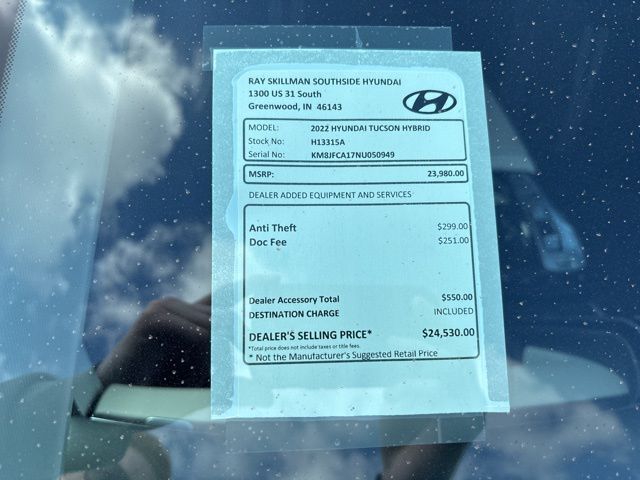 RAY SKILLMAN SOUTHSIDE HYUNDAI
1300 US 31 South
Greenwood, IN 46143
MODEL: 2022 HYUNDAI TUCSON HYBRID
Stock No: H13315A
Serial No: KM8JFCA17NU050949
MSRP: 23,980.00
DEALER ADDED EQUIPMENT AND SERVICES
Anti Theft $299.00
Doc Fee $251.00
Dealer Accessory Total $550.00
DESTINATION CHARGE INCLUDED
DEALER'S SELLING PRICE* $24,530.00
*Total price does not include taxes or title fees.
* Not the Manufacturer's Suggested Retail Price